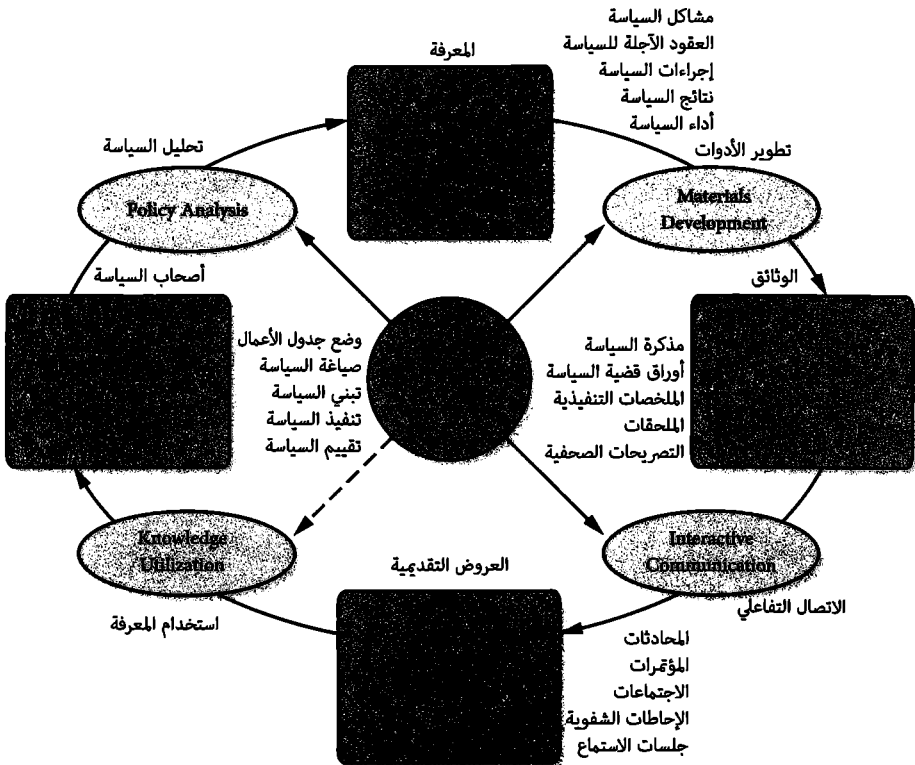 مشاكل السياسة
العقود الآجلة للسياسة
إجراءات السياسة
نتائج السياسة
أداء السياسة
المعرفة
تحليل السياسة
تطوير الأدوات
Policy Analysis
Materials
Development
أصحاب السياسة
الوثائق
وضع جدول الأعمال
صياغة السياسة
تبني السياسة
تنفيذ السياسة
تقييم السياسة
مذكرة السياسة
أوراق قضية السياسة
الملخصات التنفيذية
الملحقات
التصريحات الصحفية
Knowledge
Utilization
Interactive
Communication
العروض التقديمية
استخدام المعرفة
الاتصال التفاعلي
المحادثات
المؤتمرات
الاجتماعات
الإحاطات الشفوية
جلسات الاستماع